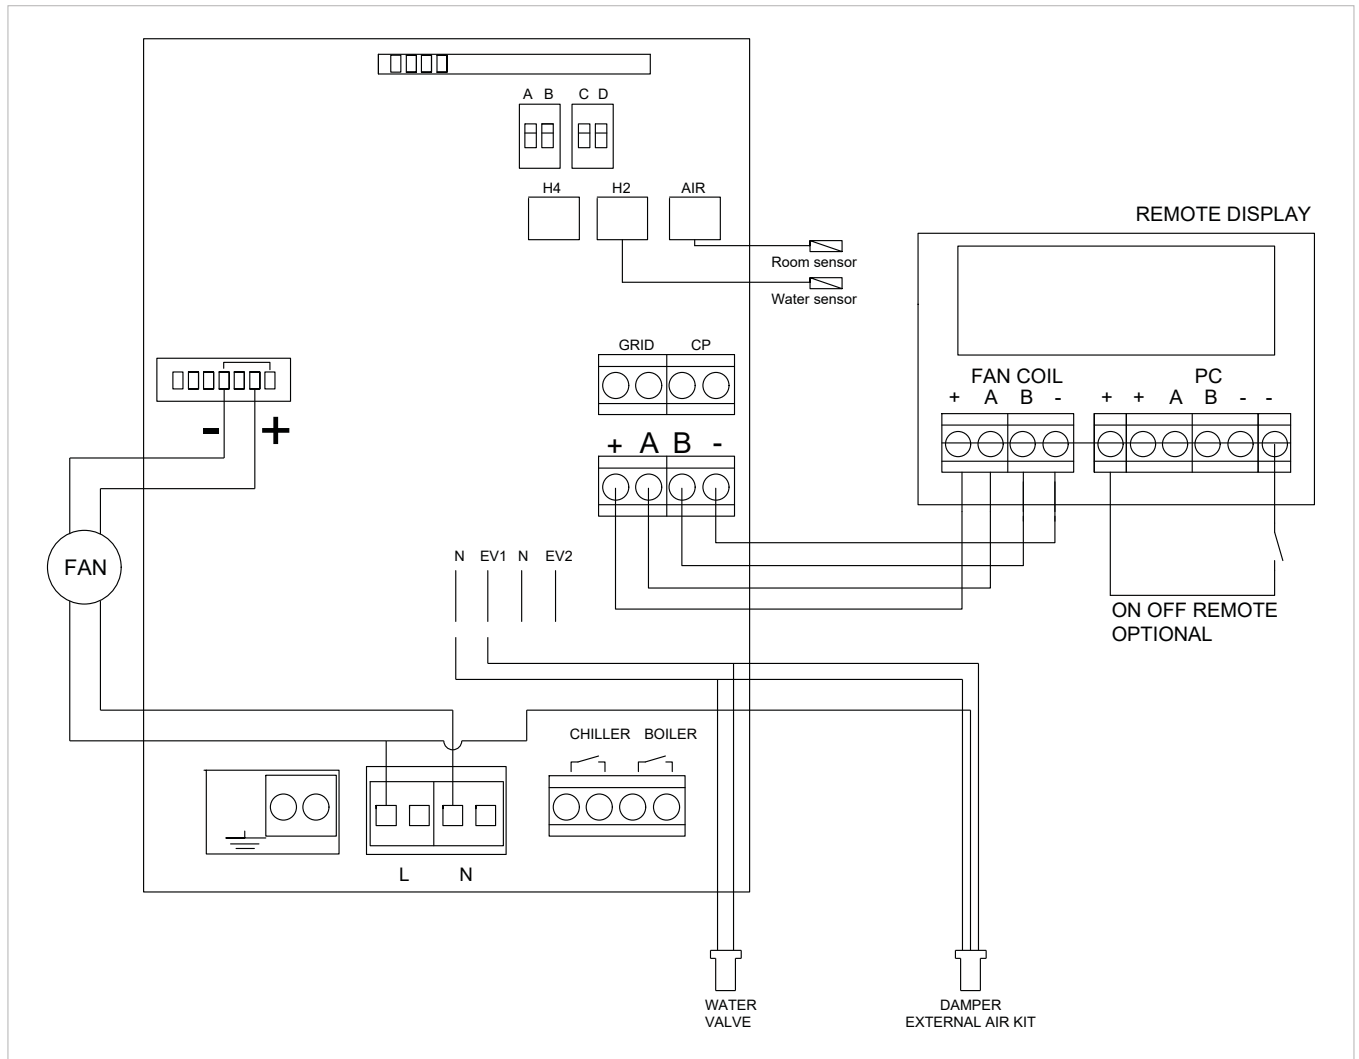 A B C D
H4 H2 AIR
REMOTE DISPLAY
Room sensor
Water sensor
GRID CP
FAN COIL PC
+ A B - + + A B - -
- +
+ A B -
N EV1 N EV2
FAN
ON OFF REMOTE
OPTIONAL
CHILLER BOILER
L N
WATER
VALVE
DAMPER
EXTERNAL AIR KIT